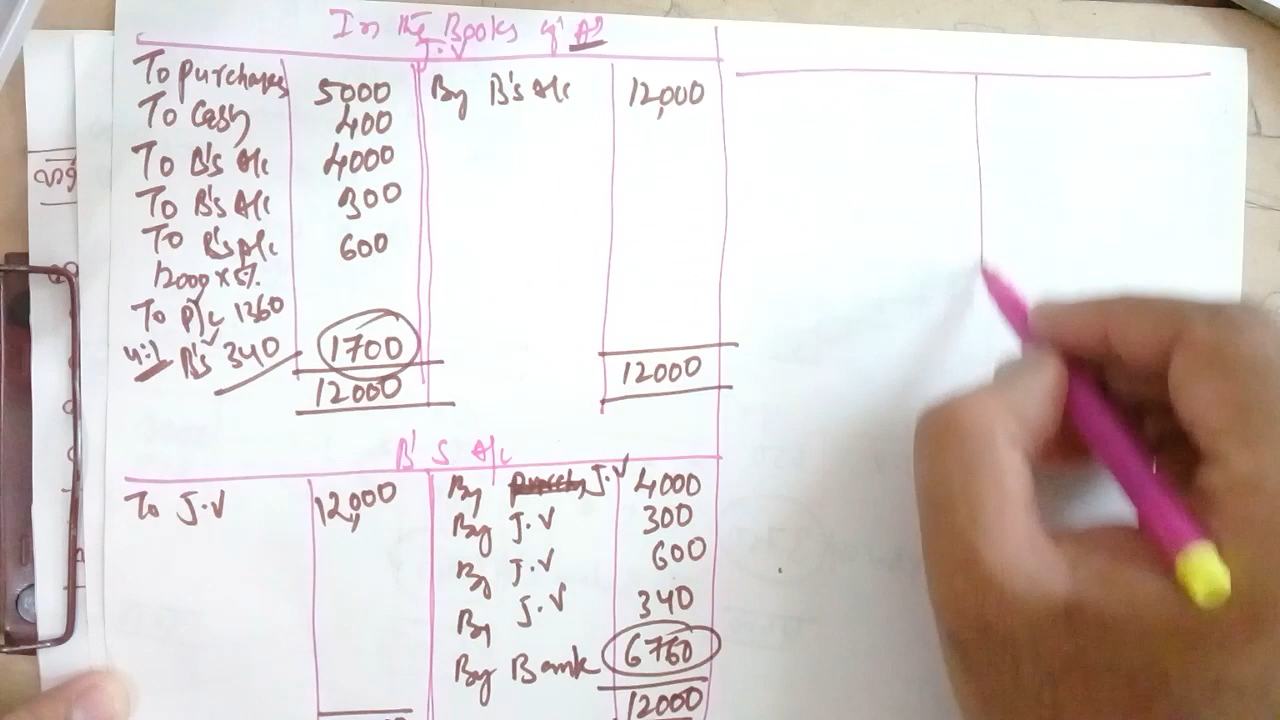 In the Books of A's
J.V
To purchases 5000 By B's A/c 12,000
To Cash 400
To B's A/c 4000
To B's A/c 300
To B's A/c 600
12000 x 5%
To P/L 1360
4:1 B's 340 1700
12000 12000
B'S A/c
To J.V 12,000 By J.V 4000
By J.V 300
By J.V 600
By J.V 340
By Bank 6760
12000